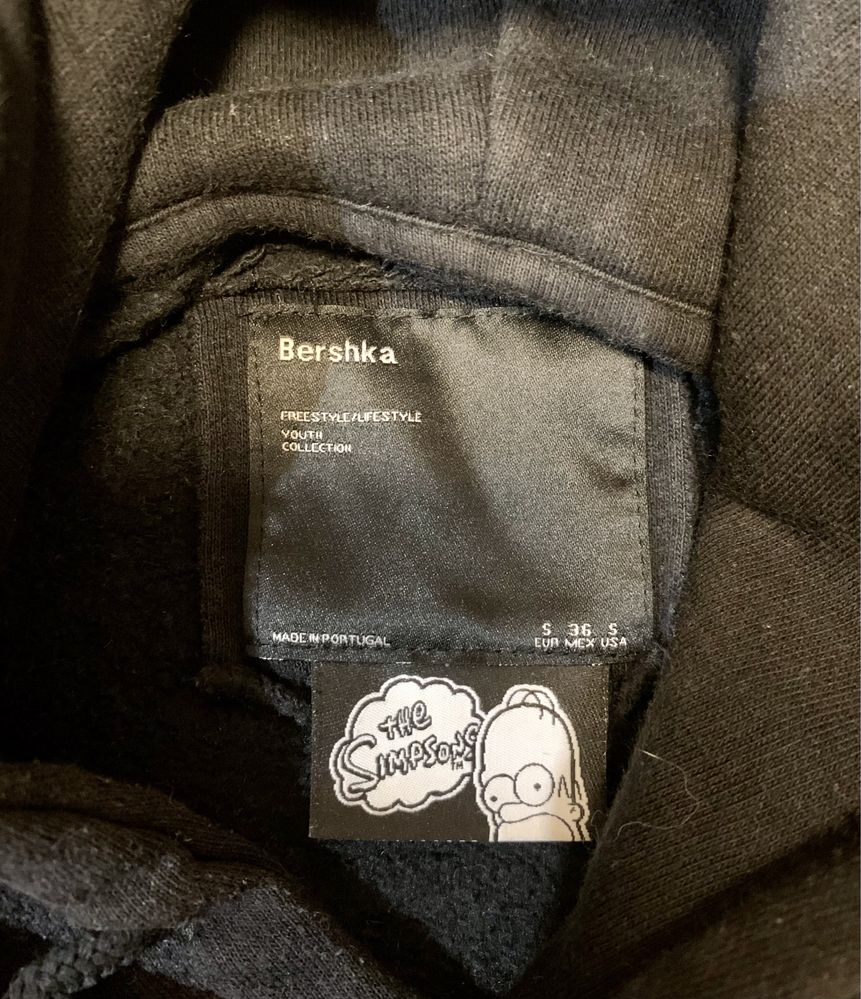 Bershka
FREESTYLE/LIFESTYLE
YOUTH
COLLECTION
MADE IN PORTUGAL
S 36 S
EUR MEX USA
THE
SIMPSONS
TM